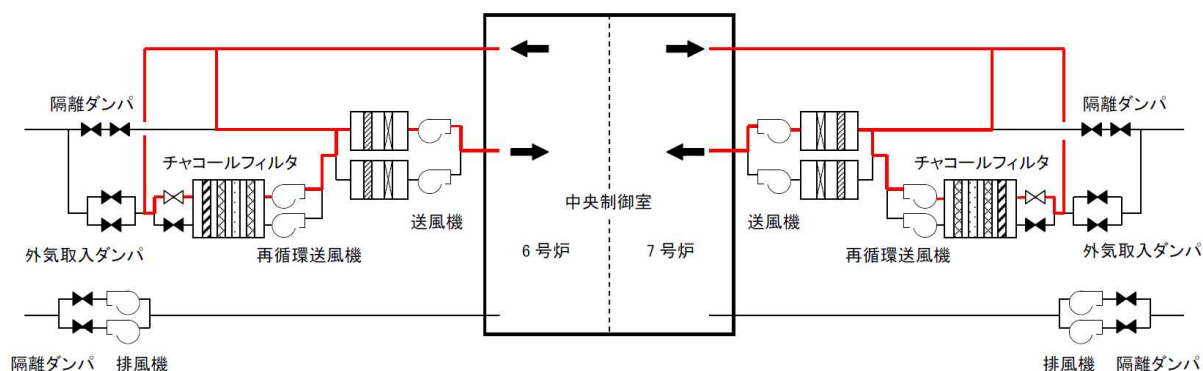 隔離ダンパ
隔離ダンパ
チャコールフィルタ
チャコールフィルタ
中央制御室
送風機
送風機
外気取入ダンパ
再循環送風機
6号炉
7号炉
再循環送風機
外気取入ダンパ
隔離ダンパ
排風機
排風機
隔離ダンパ